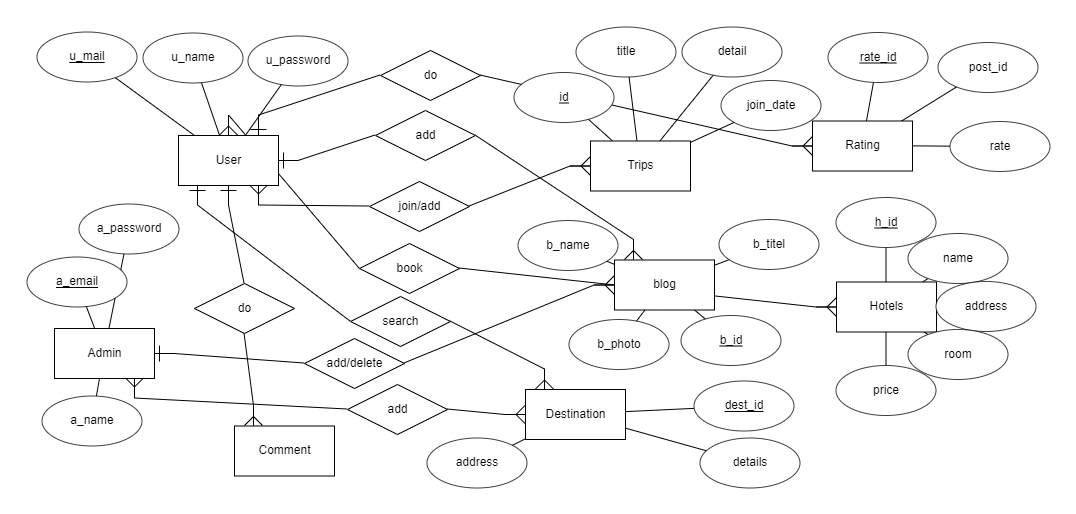 u_mail
u_name
u_password
do
title
detail
id
join_date
rate_id
post_id
rate
User
add
Trips
Rating
join/add
a_password
a_email
book
b_name
b_titel
h_id
name
address
room
price
do
search
blog
Hotels
Admin
add/delete
b_photo
b_id
a_name
add
Destination
dest_id
Comment
address
details